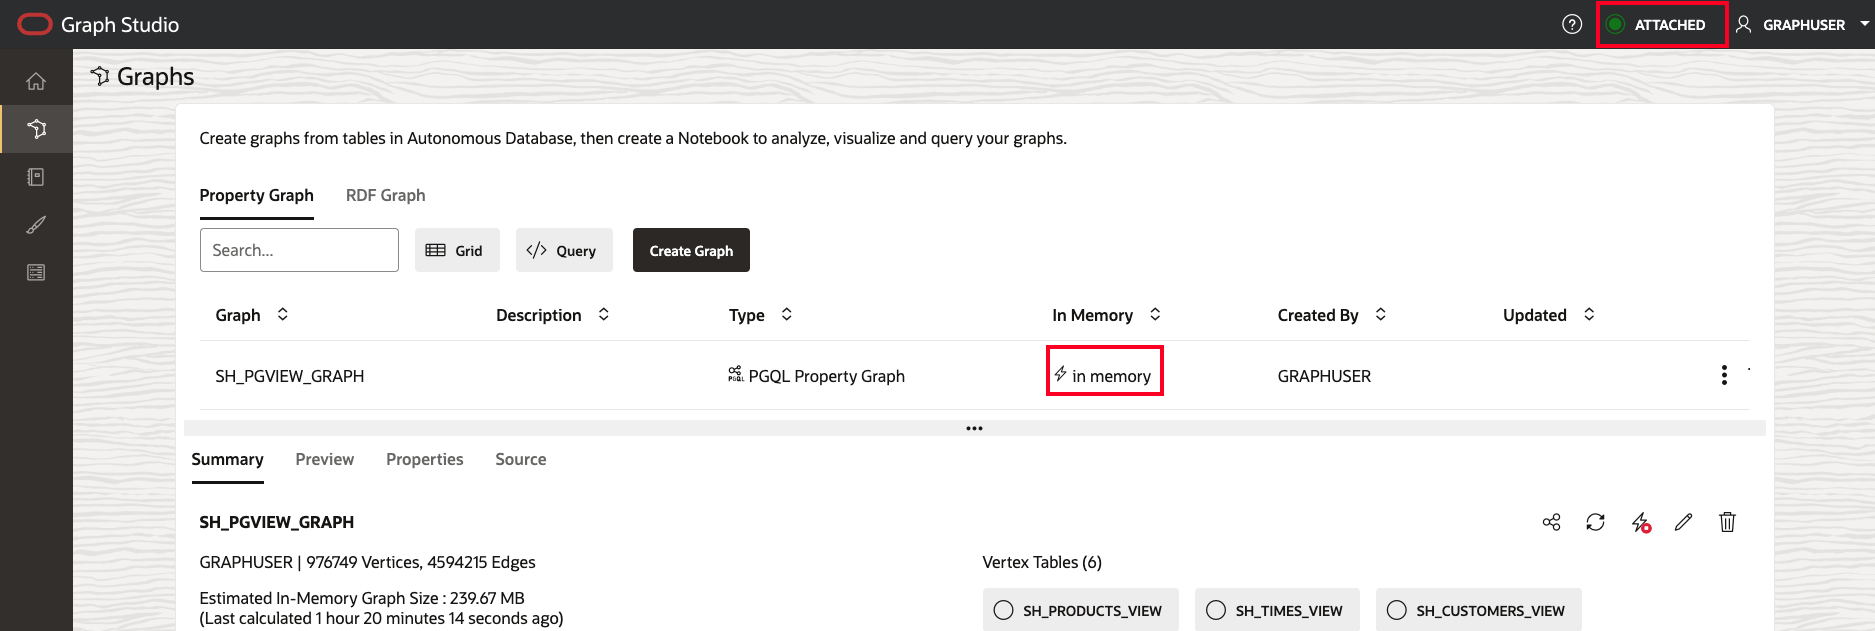 Graph Studio
ATTACHED
GRAPHUSER
Graphs
Create graphs from tables in Autonomous Database, then create a Notebook to analyze, visualize and query your graphs.
Property Graph RDF Graph
Search... Grid </> Query Create Graph
Graph Description Type In Memory Created By Updated
SH_PGVIEW_GRAPH PGQL PGQL Property Graph in memory GRAPHUSER
Summary Preview Properties Source
SH_PGVIEW_GRAPH
GRAPHUSER | 976749 Vertices, 4594215 Edges
Estimated In-Memory Graph Size : 239.67 MB
(Last calculated 1 hour 20 minutes 14 seconds ago)
Vertex Tables (6)
SH_PRODUCTS_VIEW SH_TIMES_VIEW SH_CUSTOMERS_VIEW